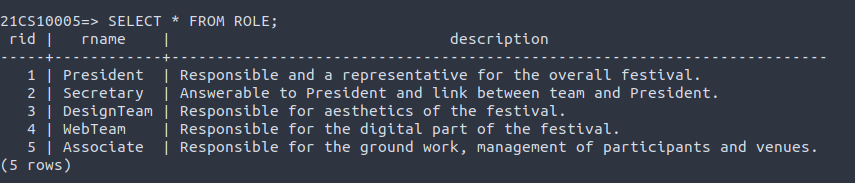 21CS10005=> SELECT * FROM ROLE;
 rid |   rname    |                               description
-----+------------+-------------------------------------------------------------------------
   1 | President  | Responsible and a representative for the overall festival.
   2 | Secretary  | Answerable to President and link between team and President.
   3 | DesignTeam | Responsible for aesthetics of the festival.
   4 | WebTeam    | Responsible for the digital part of the festival.
   5 | Associate  | Responsible for the ground work, management of participants and venues.
(5 rows)